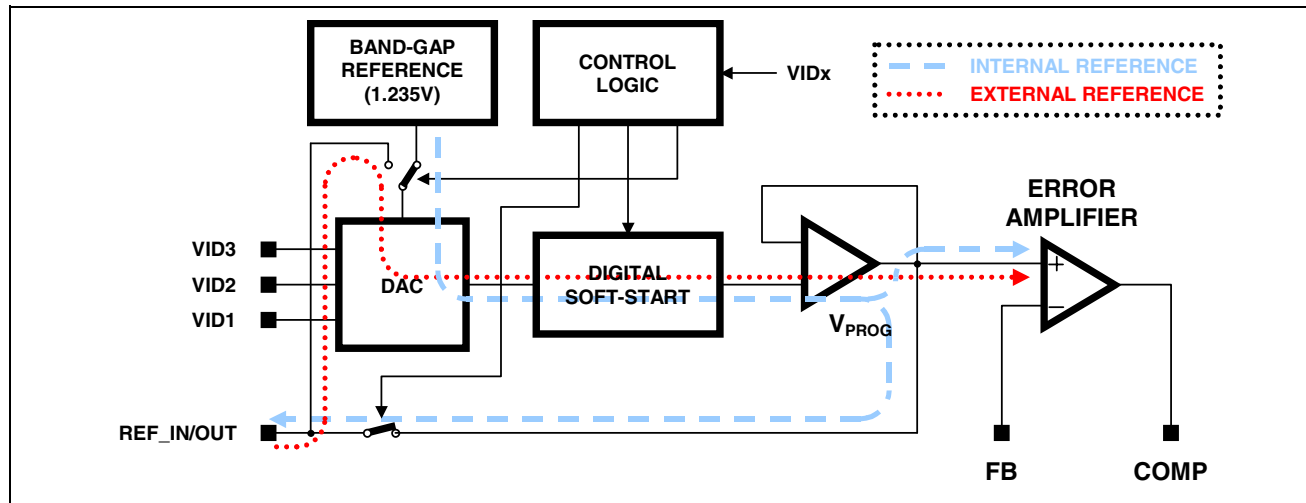 BAND-GAP
REFERENCE
(1.235V)
CONTROL
LOGIC
VIDx
INTERNAL REFERENCE
EXTERNAL REFERENCE
ERROR
AMPLIFIER
VID3
VID2
VID1
DAC
DIGITAL
SOFT-START
VPROG
+
−
REF_IN/OUT
FB
COMP